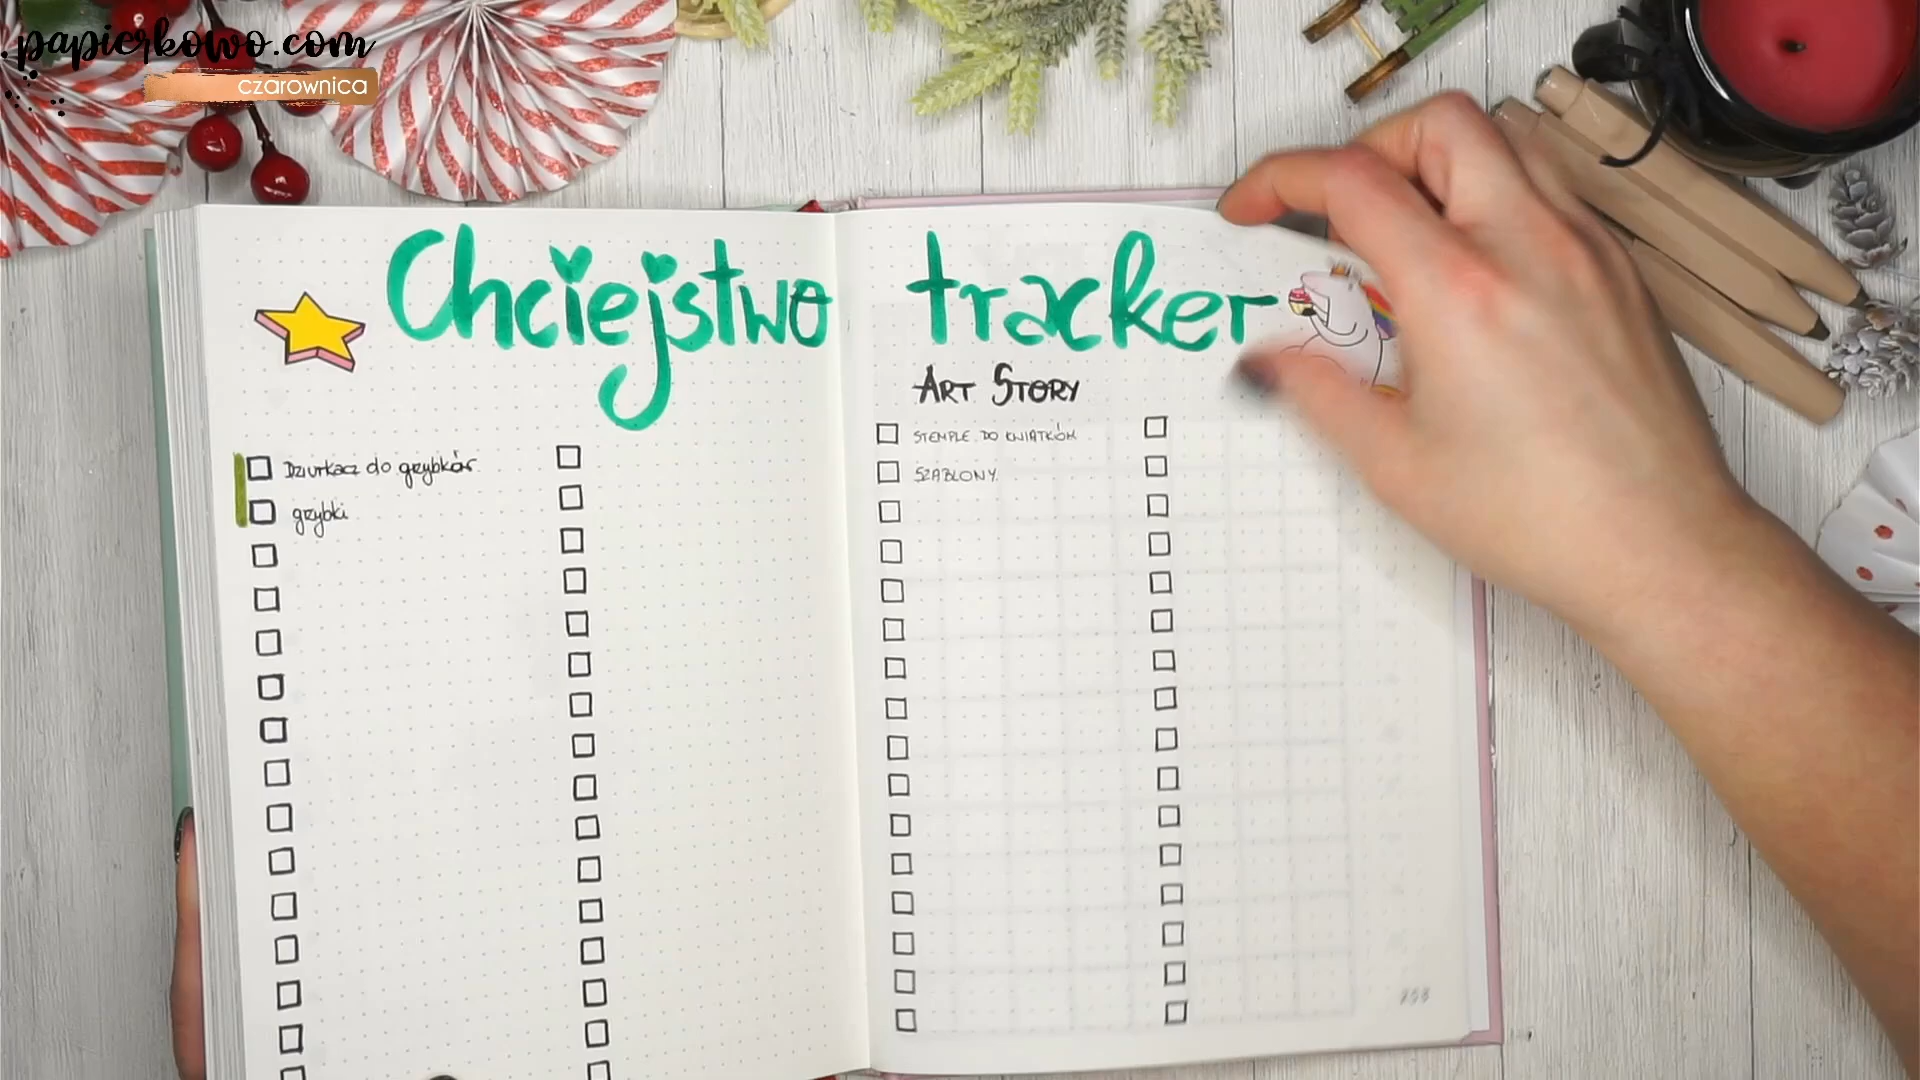 papierkowo.com
czarownica
Chciejstwo tracker
Dziurkacz do grzybków
grzybki
ART STORY
STEMPLE DO KWIATKÓW
SZABLONY